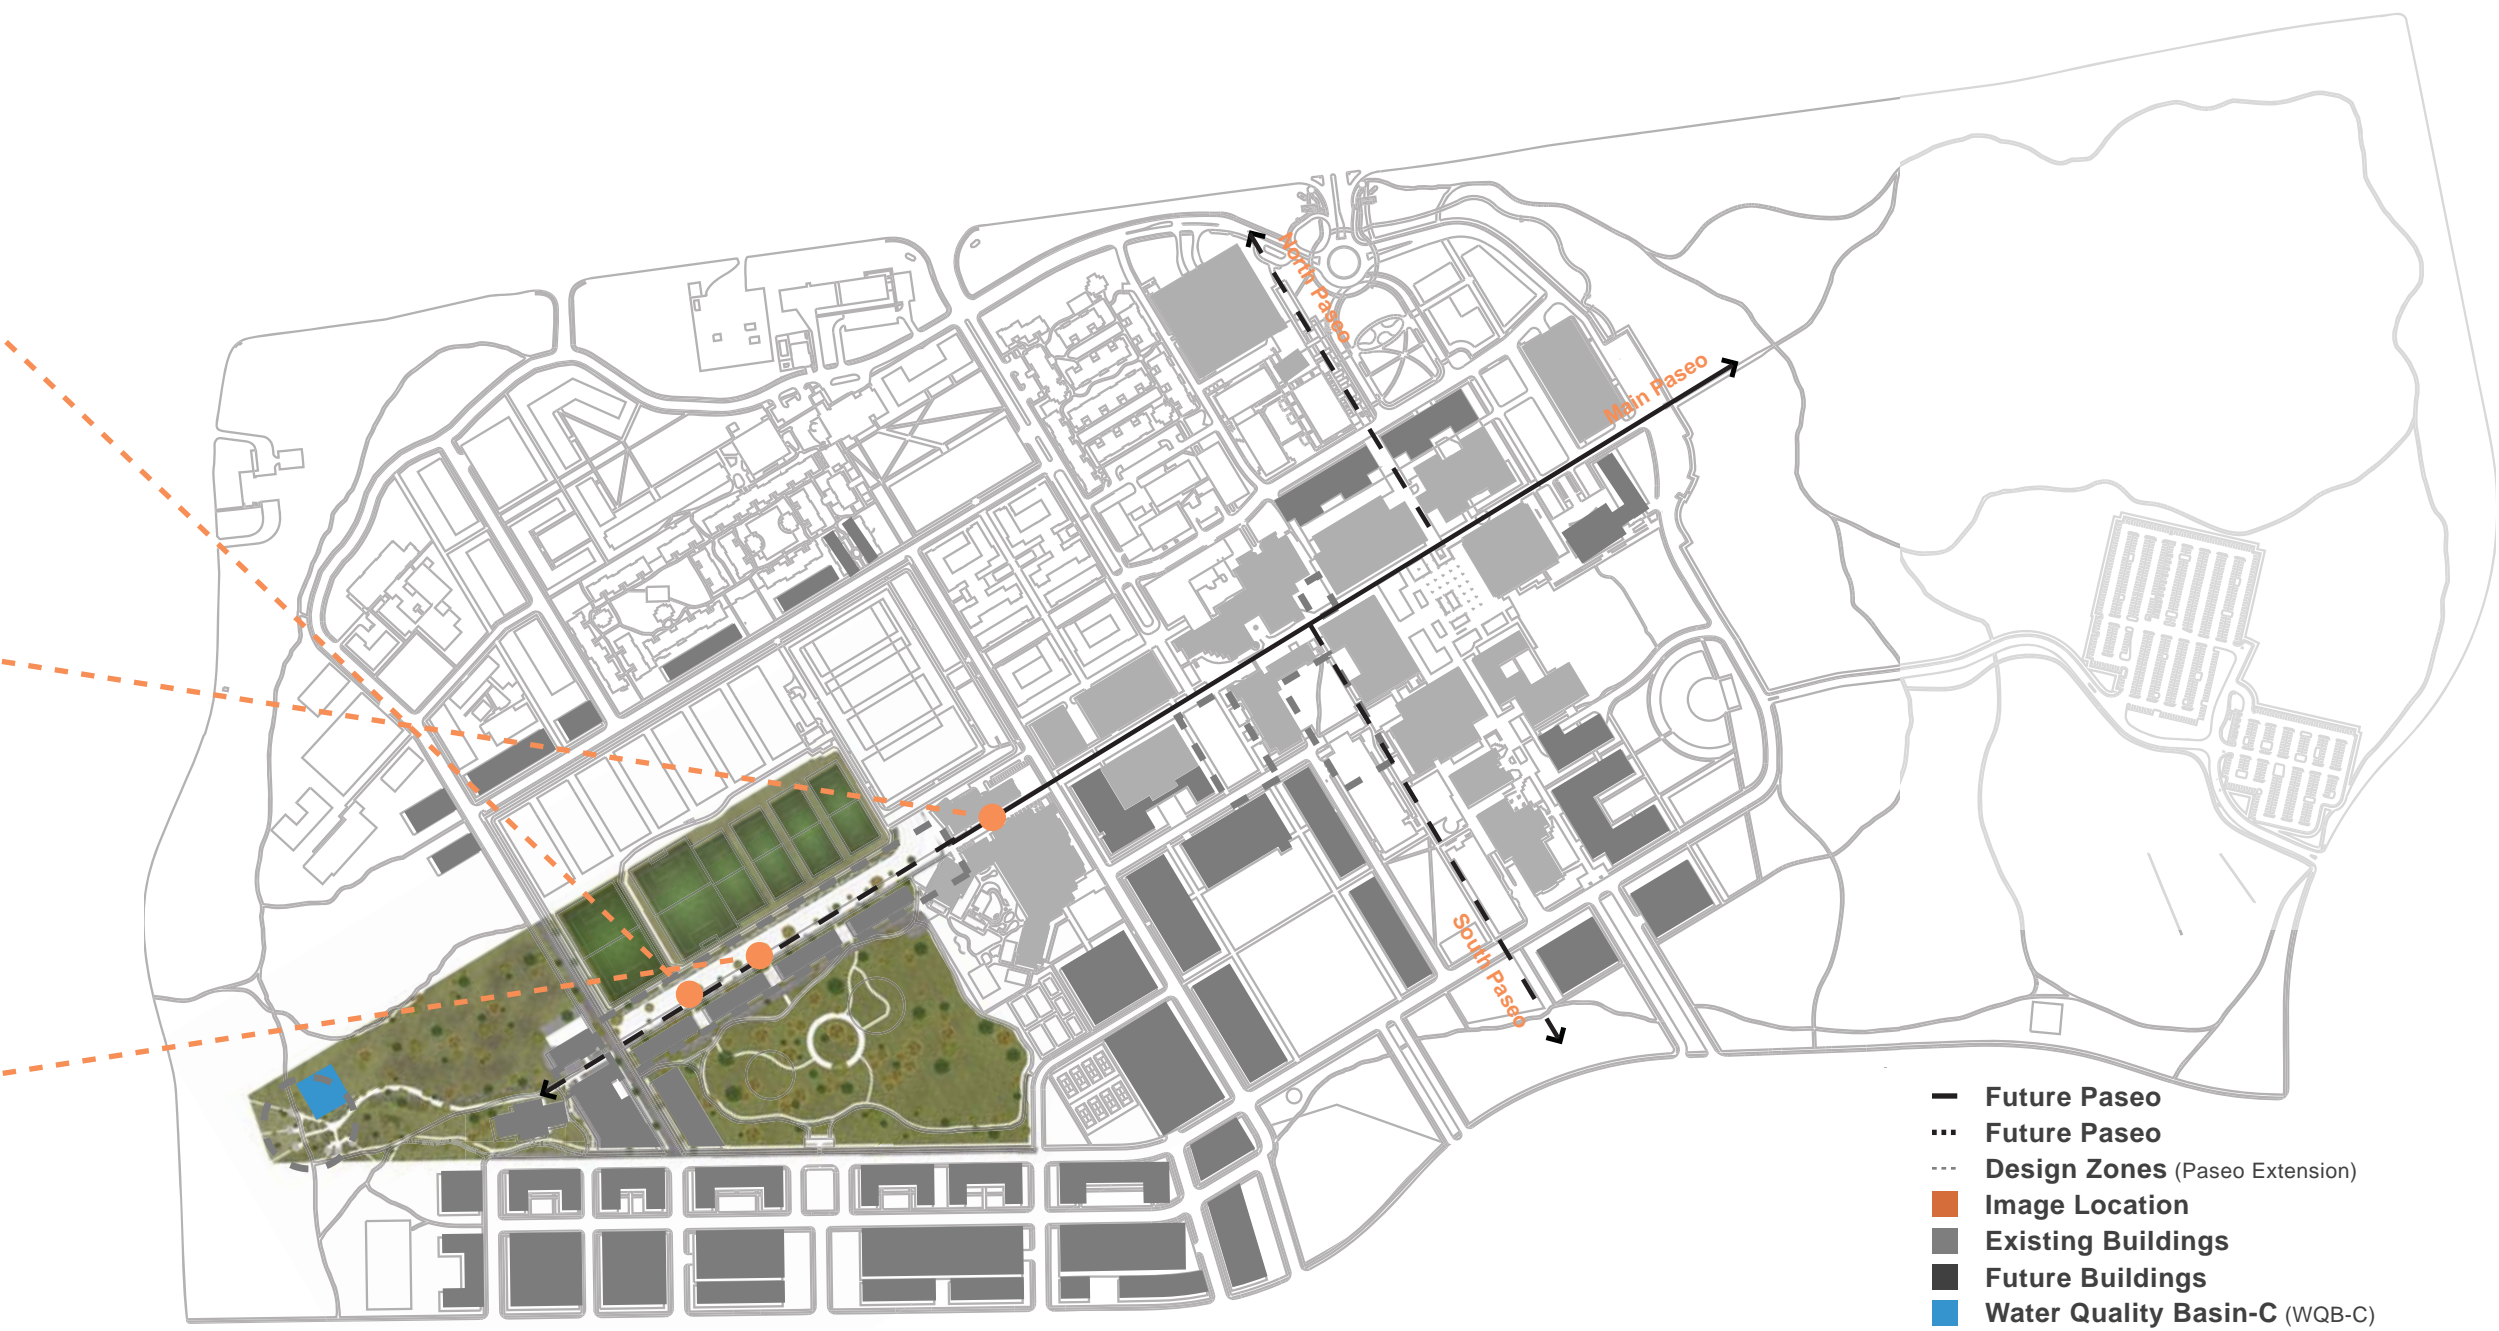 North Paseo
Main Paseo
South Paseo
Future Paseo
Future Paseo
Design Zones (Paseo Extension)
Image Location
Existing Buildings
Future Buildings
Water Quality Basin-C (WQB-C)